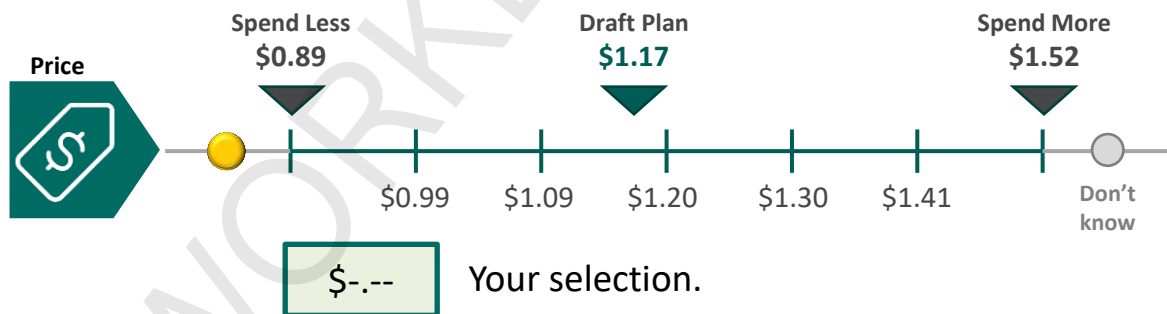 Spend Less
$0.89
Draft Plan
$1.17
Spend More
$1.52
Price
$
$0.99
$1.09
$1.20
$1.30
$1.41
Don't
know
$-.--
Your selection.
WORK